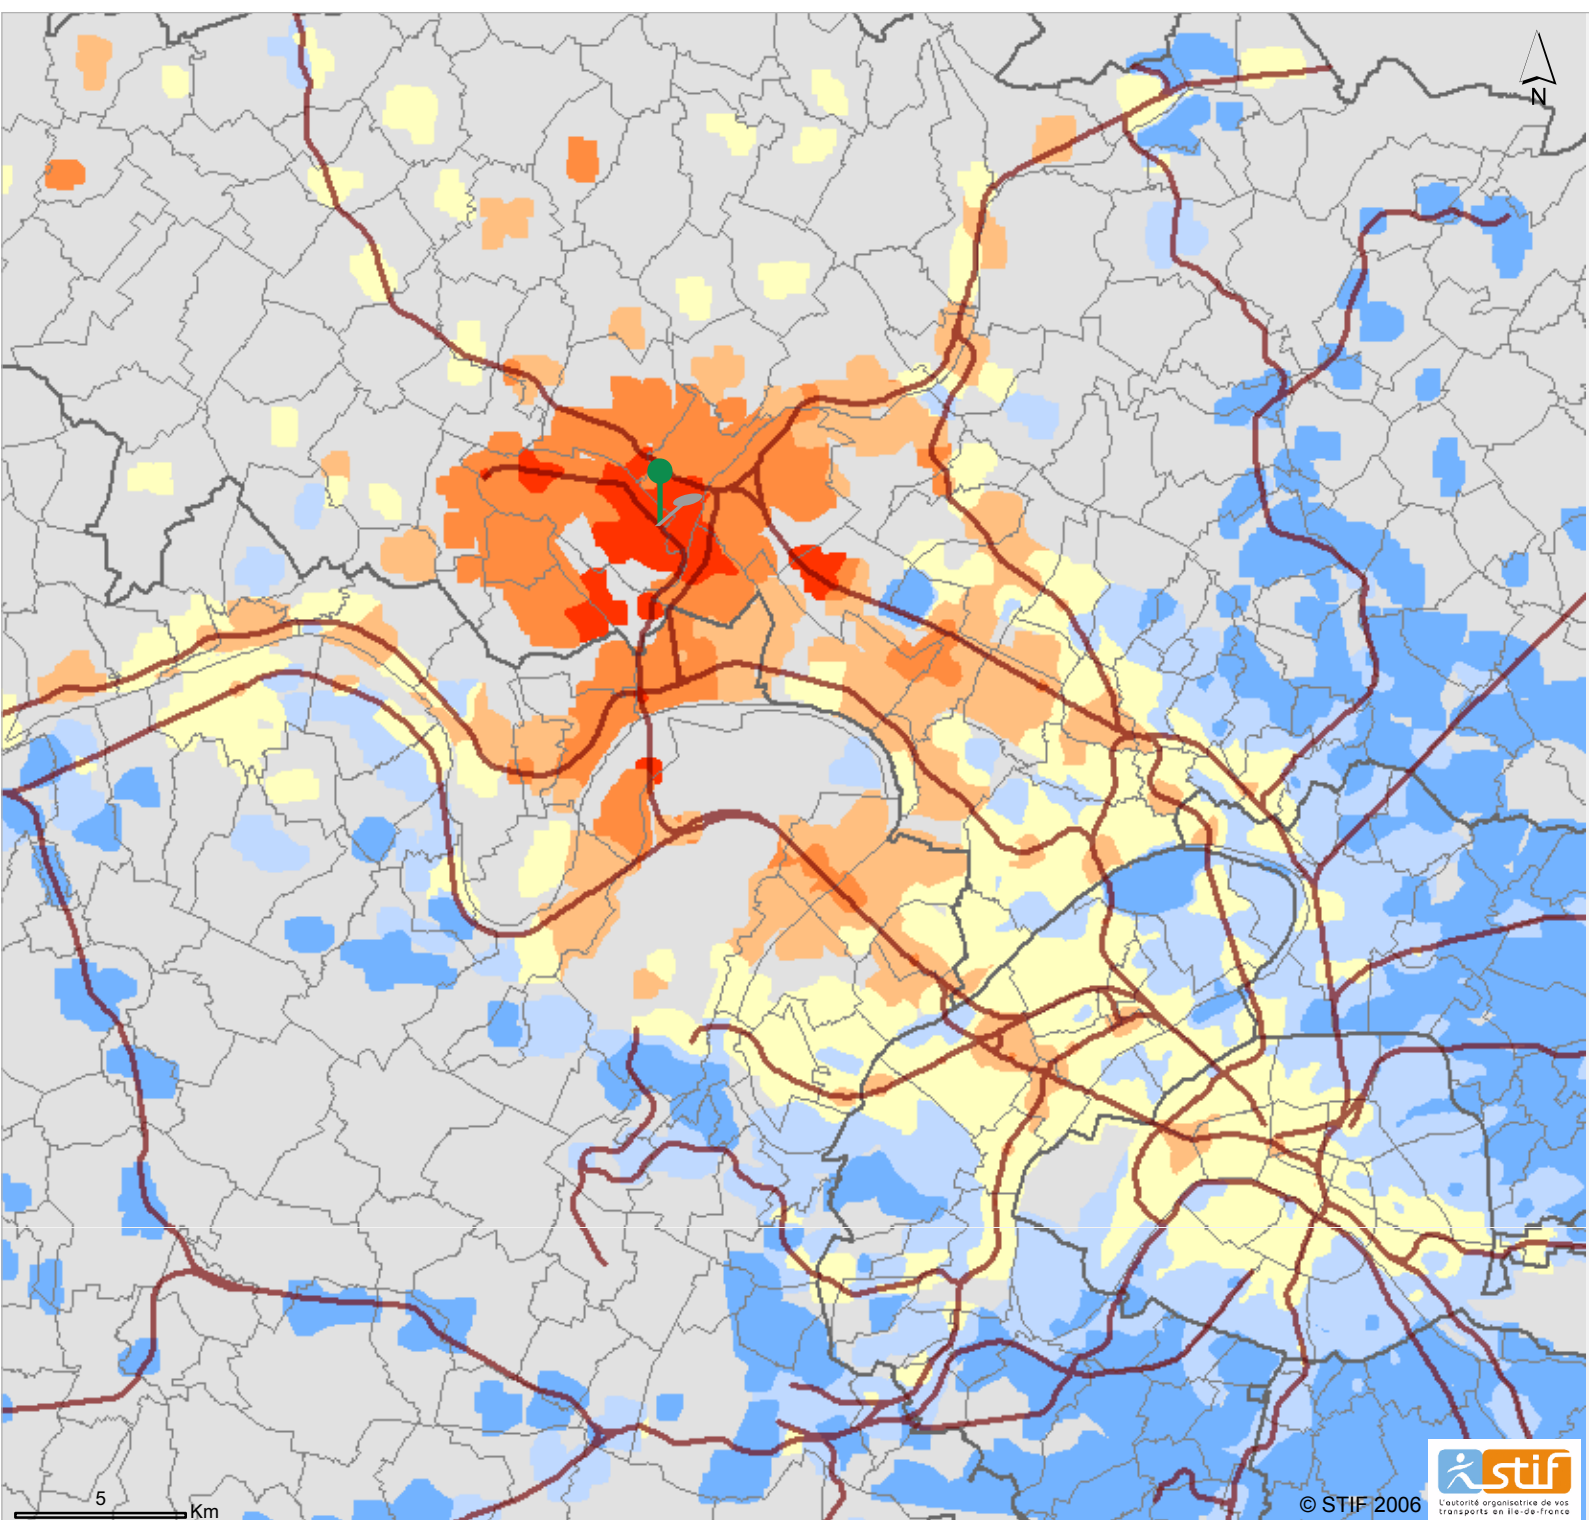 N
5
Km
© STIF 2006
stif
L'autorité organisatrice de vos
transports en île-de-france